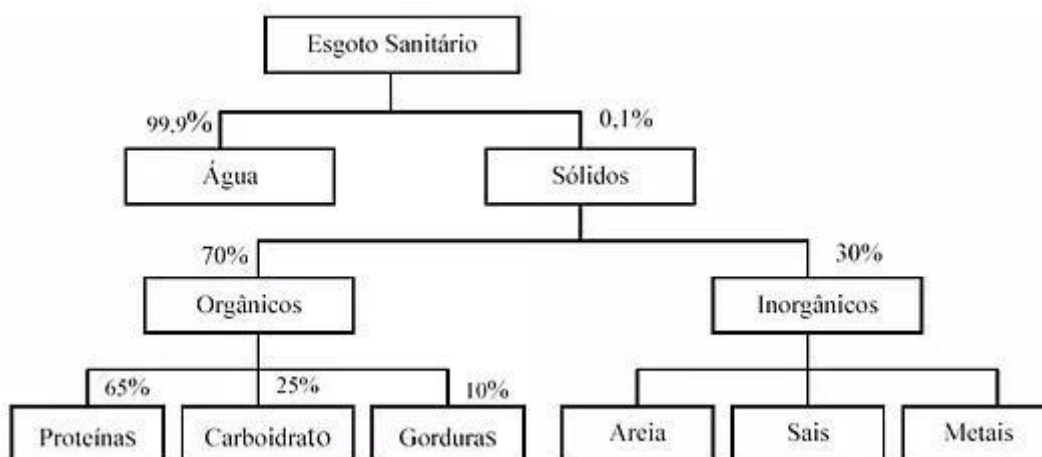 Esgoto Sanitário
99,9%
0,1%
Água
Sólidos
70%
30%
Orgânicos
Inorgânicos
65%
25%
10%
Proteínas
Carboidrato
Gorduras
Areia
Sais
Metais